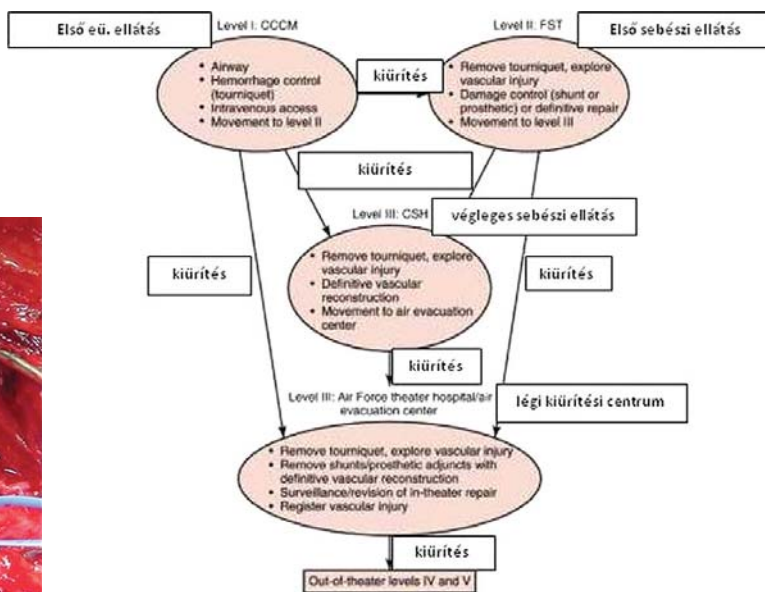 Első eü. ellátás
Level I: CCCM
Level II: FST
Első sebészi ellátás
• Airway
• Hemorrhage control
(tourniquet)
• Intravenous access
• Movement to level II
kiürítés
• Remove tourniquet, explore
vascular injury
• Damage control (shunt or
prosthetic) or definitive repair
• Movement to level III
kiürítés
Level III: CSH
végleges sebészi ellátás
kiürítés
• Remove tourniquet, explore
vascular injury
• Definitive vascular
reconstruction
• Movement to air evacuation
center
kiürítés
kiürítés
Level III: Air Force theater hospital/air
evacuation center
légi kiürítési centrum
• Remove tourniquet, explore vascular injury
• Remove shunts/prosthetic adjuncts with
definitive vascular reconstruction
• Surveillance/revision of in-theater repair
• Register vascular injury
kiürítés
Out-of-theater levels IV and V